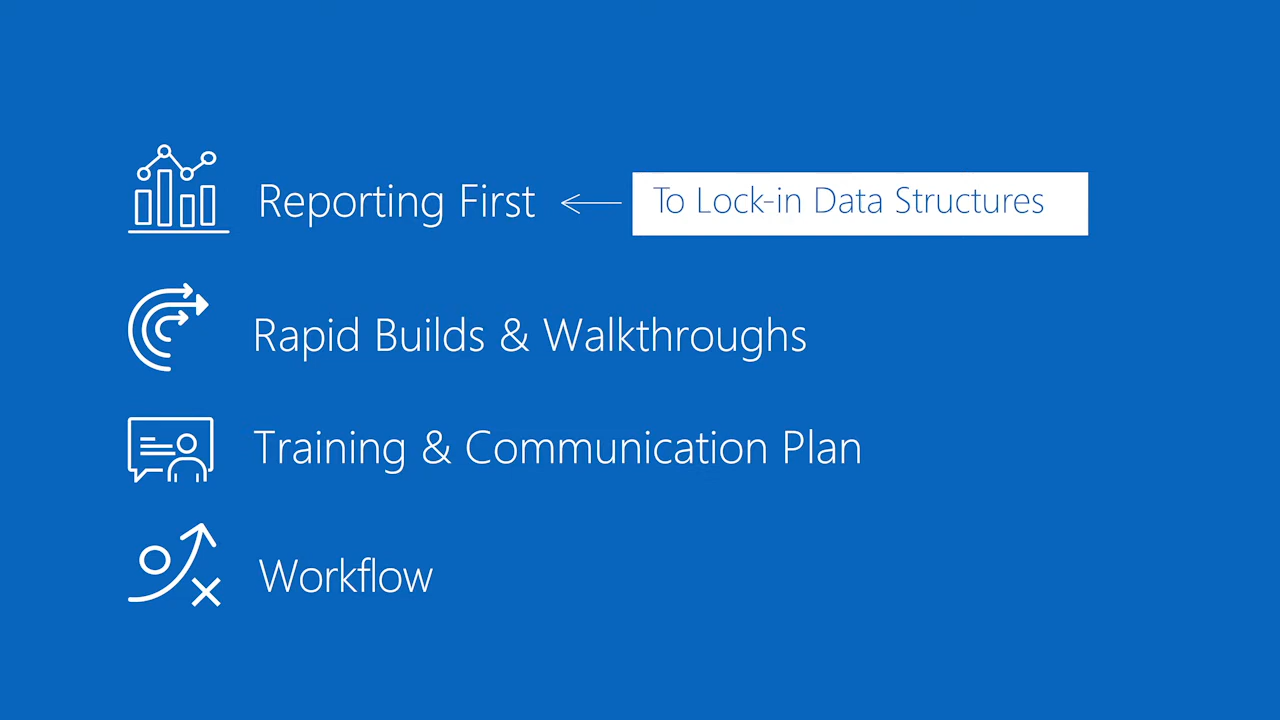 Reporting First
To Lock-in Data Structures
Rapid Builds & Walkthroughs
Training & Communication Plan
Workflow